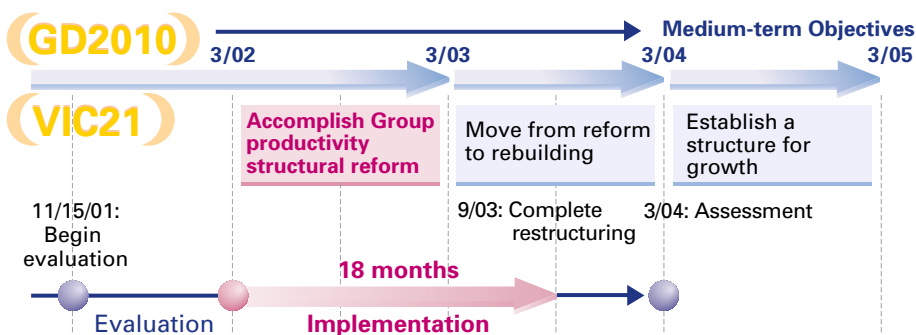 (GD2010)
Medium-term Objectives
3/02
3/03
3/04
3/05
(VIC21)
Accomplish Group
productivity
structural reform
Move from reform
to rebuilding
Establish a
structure for
growth
11/15/01:
Begin
evaluation
9/03: Complete
restructuring
3/04: Assessment
18 months
Evaluation
Implementation